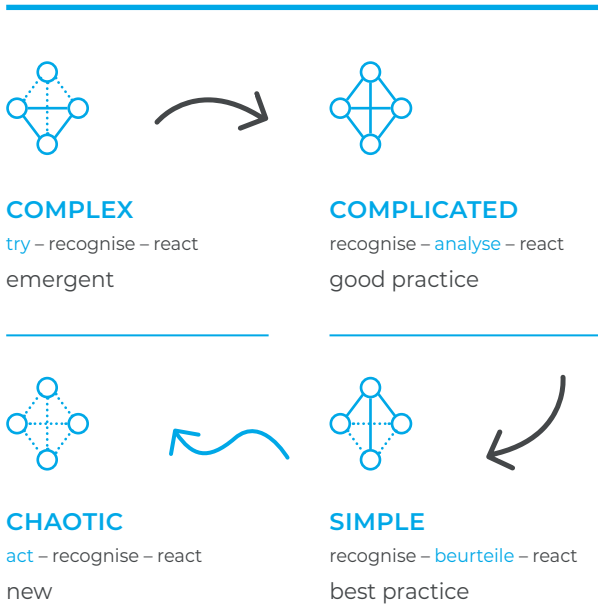 COMPLEX
try – recognise – react
emergent
COMPLICATED
recognise – analyse – react
good practice
CHAOTIC
act – recognise – react
new
SIMPLE
recognise – beurteile – react
best practice